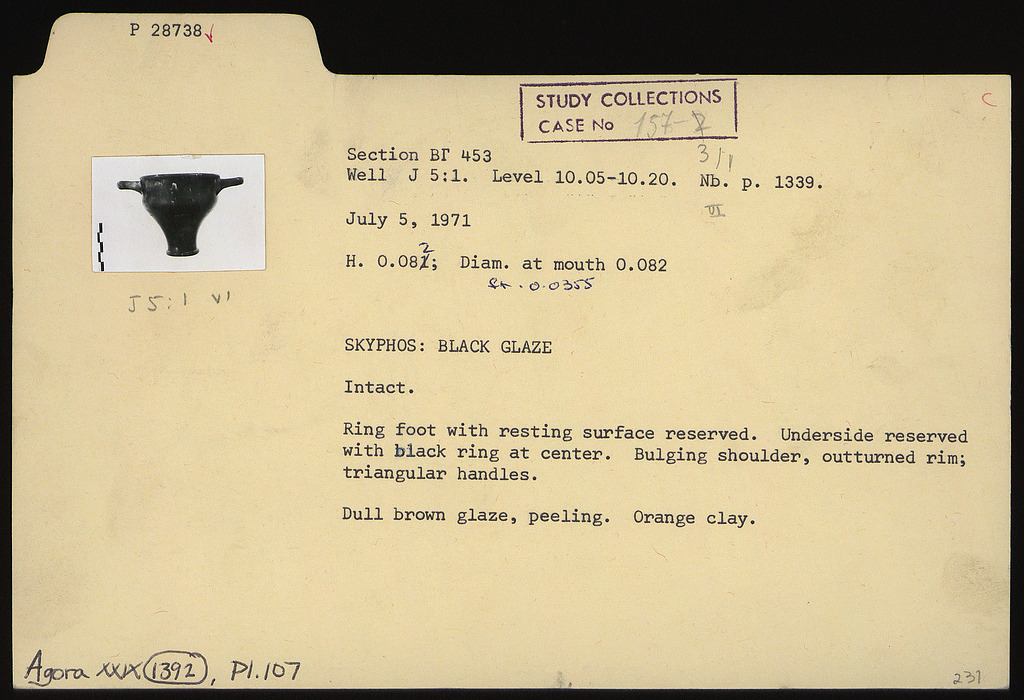 P 28738✓
STUDY COLLECTIONS
CASE No 157-
3/1
Section ΒΓ 453
Well J 5:1. Level 10.05-10.20. Nb. p. 1339.
VI
July 5, 1971
H. 0.082; Diam. at mouth 0.082
0.0355
J 5:1 VI
SKYPHOS: BLACK GLAZE
Intact.
Ring foot with resting surface reserved. Underside reserved
with black ring at center. Bulging shoulder, outturned rim;
triangular handles.
Dull brown glaze, peeling. Orange clay.
Agora XXIX 1392, Pl.107
231